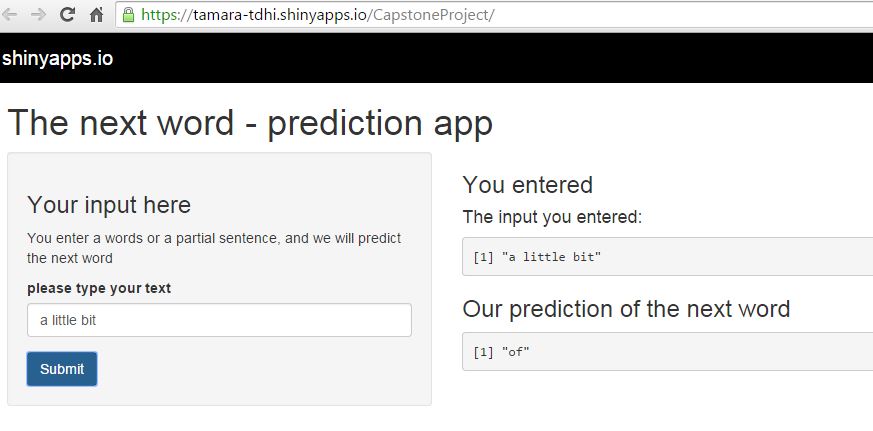 https://tamara-tdhi.shinyapps.io/CapstoneProject/
shinyapps.io
The next word - prediction app
Your input here
You enter a words or a partial sentence, and we will predict
the next word
please type your text
a little bit
Submit
You entered
The input you entered:
[1] "a little bit"
Our prediction of the next word
[1] "of"